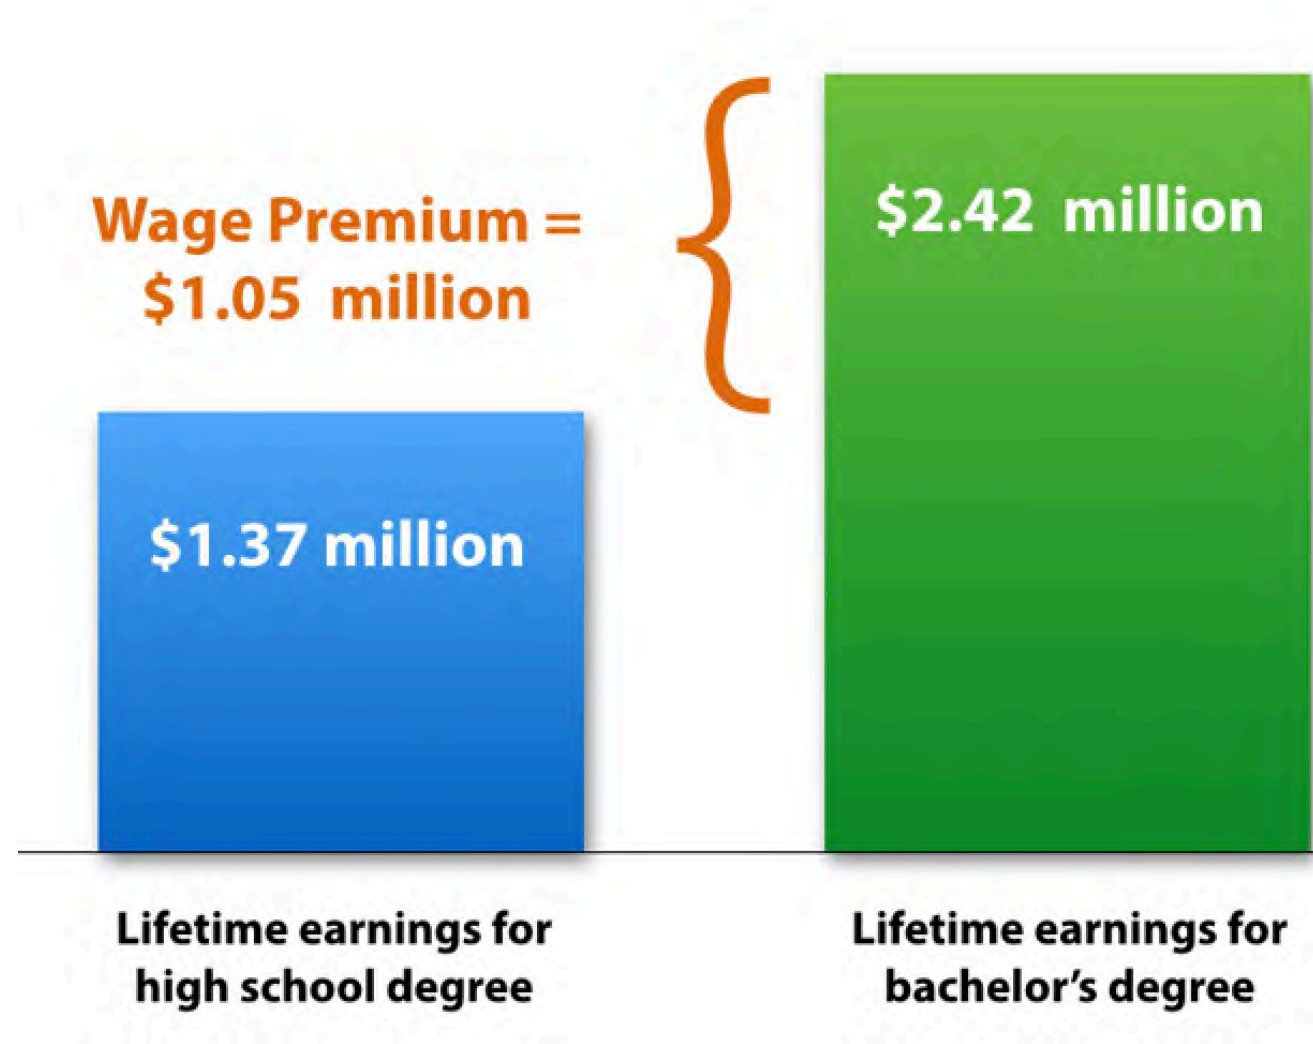 Wage Premium =
$1.05 million
$2.42 million
$1.37 million
Lifetime earnings for
high school degree
Lifetime earnings for
bachelor’s degree